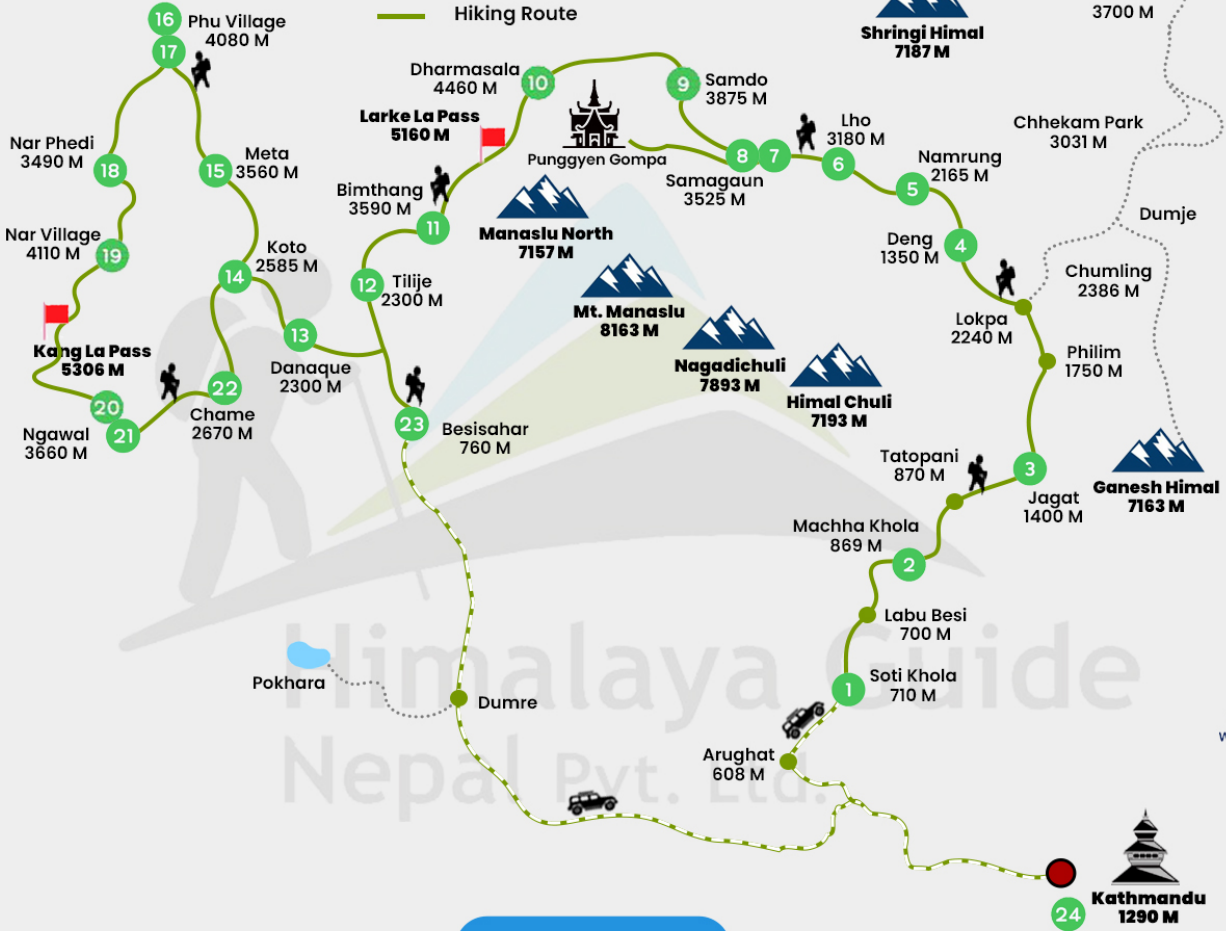 Hiking Route
16
Phu Village
4080 M
17
Shringi Himal
7187 M
3700 M
Dharmasala
4460 M
10
9
Samdo
3875 M
Larke La Pass
5160 M
Punggyen Gompa
Lho
3180 M
Chhekam Park
3031 M
Nar Phedi
3490 M
18
15
Meta
3560 M
8
7
6
Samagaun
3525 M
Namrung
2165 M
5
Bimthang
3590 M
11
Manaslu North
7157 M
Dumje
Nar Village
4110 M
19
Koto
2585 M
14
Deng
1350 M
4
Tilije
2300 M
12
Chumling
2386 M
Mt. Manaslu
8163 M
Lokpa
2240 M
Kang La Pass
5306 M
13
Danaque
2300 M
Nagadichuli
7893 M
Philim
1750 M
Himal Chuli
7193 M
22
Chame
2670 M
20
21
Ngawal
3660 M
23
Besisahar
760 M
Tatopani
870 M
3
Jagat
1400 M
Ganesh Himal
7163 M
Machha Khola
869 M
2
Labu Besi
700 M
Himalaya Guide
Nepal Pvt. Ltd.
Pokhara
Dumre
1
Soti Khola
710 M
w
Arughat
608 M
24
Kathmandu
1290 M